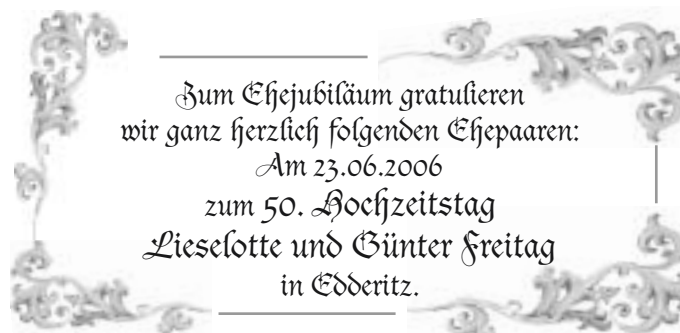 Zum Ehejubiläum gratulieren
wir ganz herzlich folgenden Ehepaaren:
Am 23.06.2006
zum 50. Hochzeitstag
Lieselotte und Günter Freitag
in Edderitz.